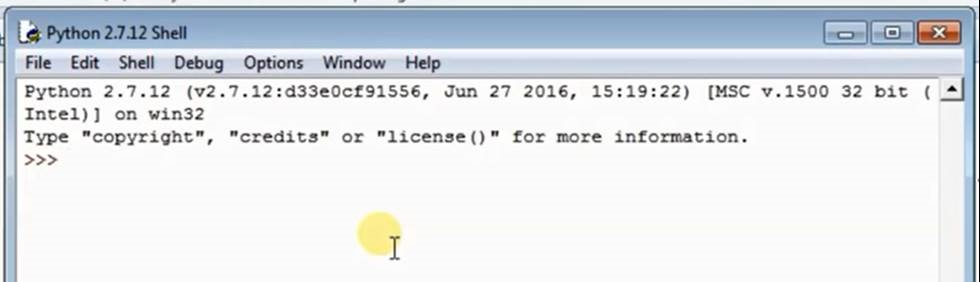 Python 2.7.12 Shell
File Edit Shell Debug Options Window Help
Python 2.7.12 (v2.7.12:d33e0cf91556, Jun 27 2016, 15:19:22) [MSC v.1500 32 bit (
Intel)] on win32
Type "copyright", "credits" or "license()" for more information.
>>>